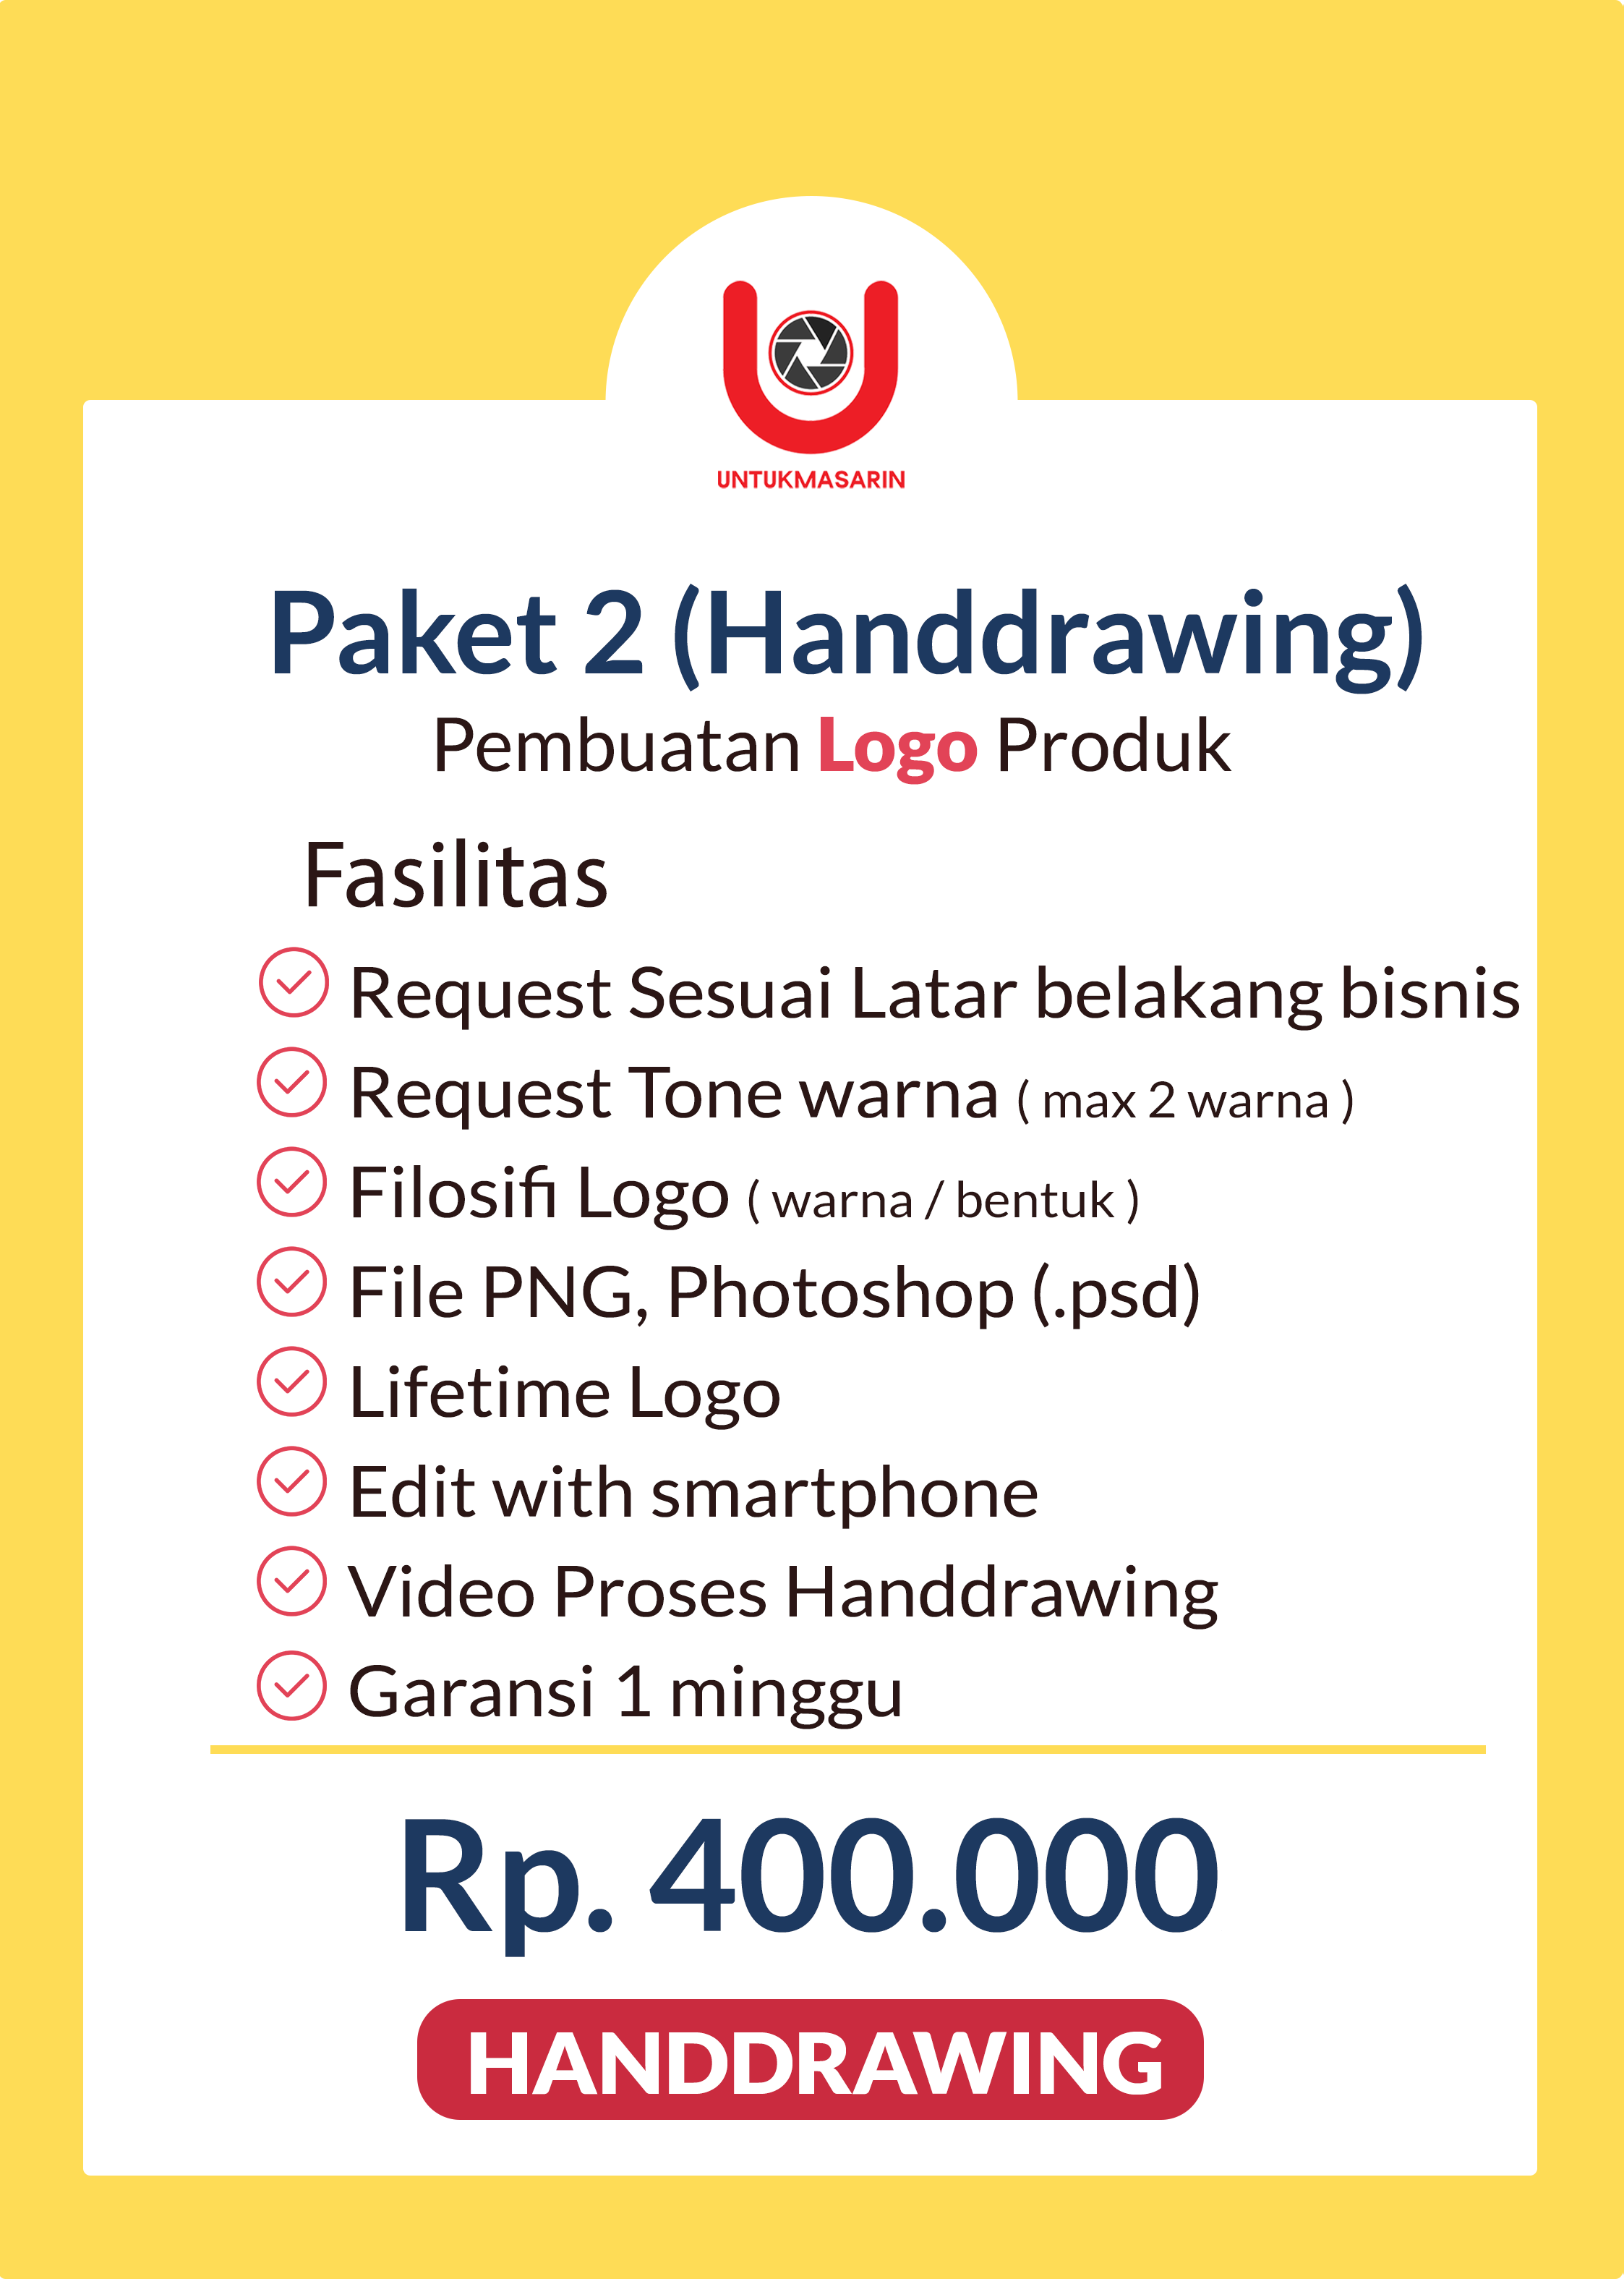 UNTUKMASARIN
Paket 2 (Handdrawing)
Pembuatan Logo Produk
Fasilitas
Request Sesuai Latar belakang bisnis
Request Tone warna ( max 2 warna )
Filosifi Logo ( warna / bentuk )
File PNG, Photoshop (.psd)
Lifetime Logo
Edit with smartphone
Video Proses Handdrawing
Garansi 1 minggu
Rp. 400.000
HANDDRAWING